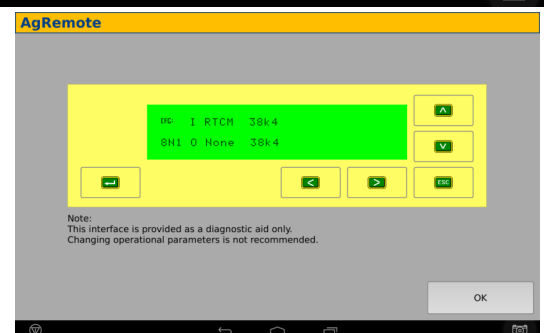 AgRemote
I RTCM 38k4
8N1 O None 38k4
ESC
Note:
This interface is provided as a diagnostic aid only.
Changing operational parameters is not recommended.
OK